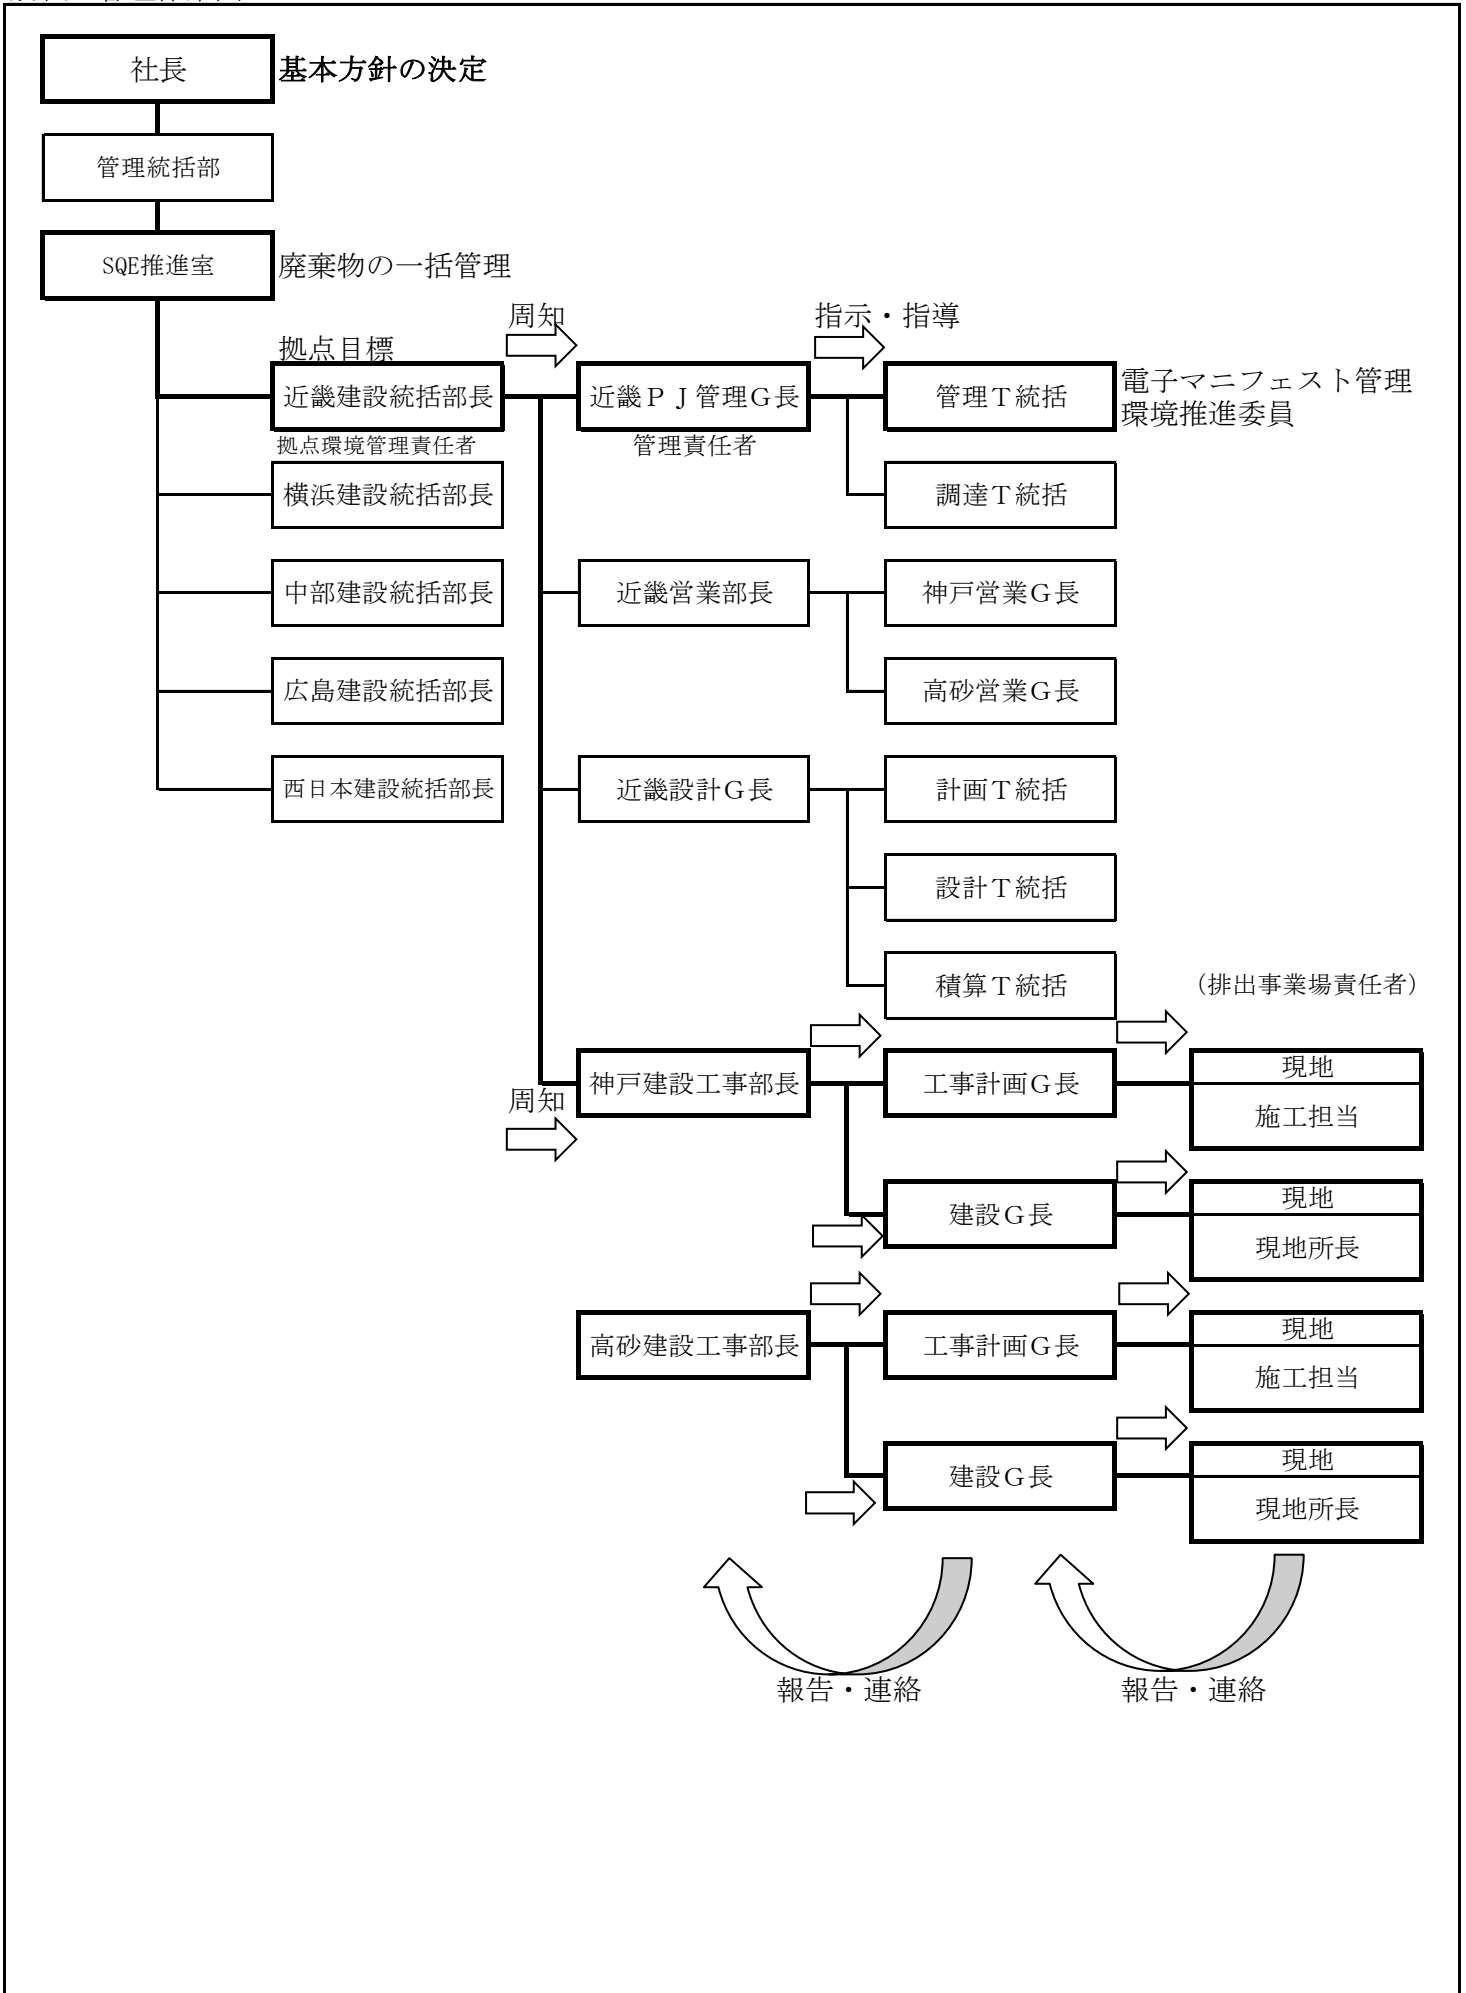 社長
基本方針の決定
管理統括部
SQE推進室
廃棄物の一括管理
周知
指示・指導
拠点目標
近畿建設統括部長
近畿ＰＪ管理Ｇ長
管理Ｔ統括
電子マニフェスト管理
環境推進委員
拠点環境管理責任者
管理責任者
横浜建設統括部長
調達Ｔ統括
中部建設統括部長
近畿営業部長
神戸営業Ｇ長
広島建設統括部長
高砂営業Ｇ長
西日本建設統括部長
近畿設計Ｇ長
計画Ｔ統括
設計Ｔ統括
積算Ｔ統括
（排出事業場責任者）
神戸建設工事部長
工事計画Ｇ長
現地
施工担当
周知
建設Ｇ長
現地
現地所長
高砂建設工事部長
工事計画Ｇ長
現地
施工担当
建設Ｇ長
現地
現地所長
報告・連絡
報告・連絡